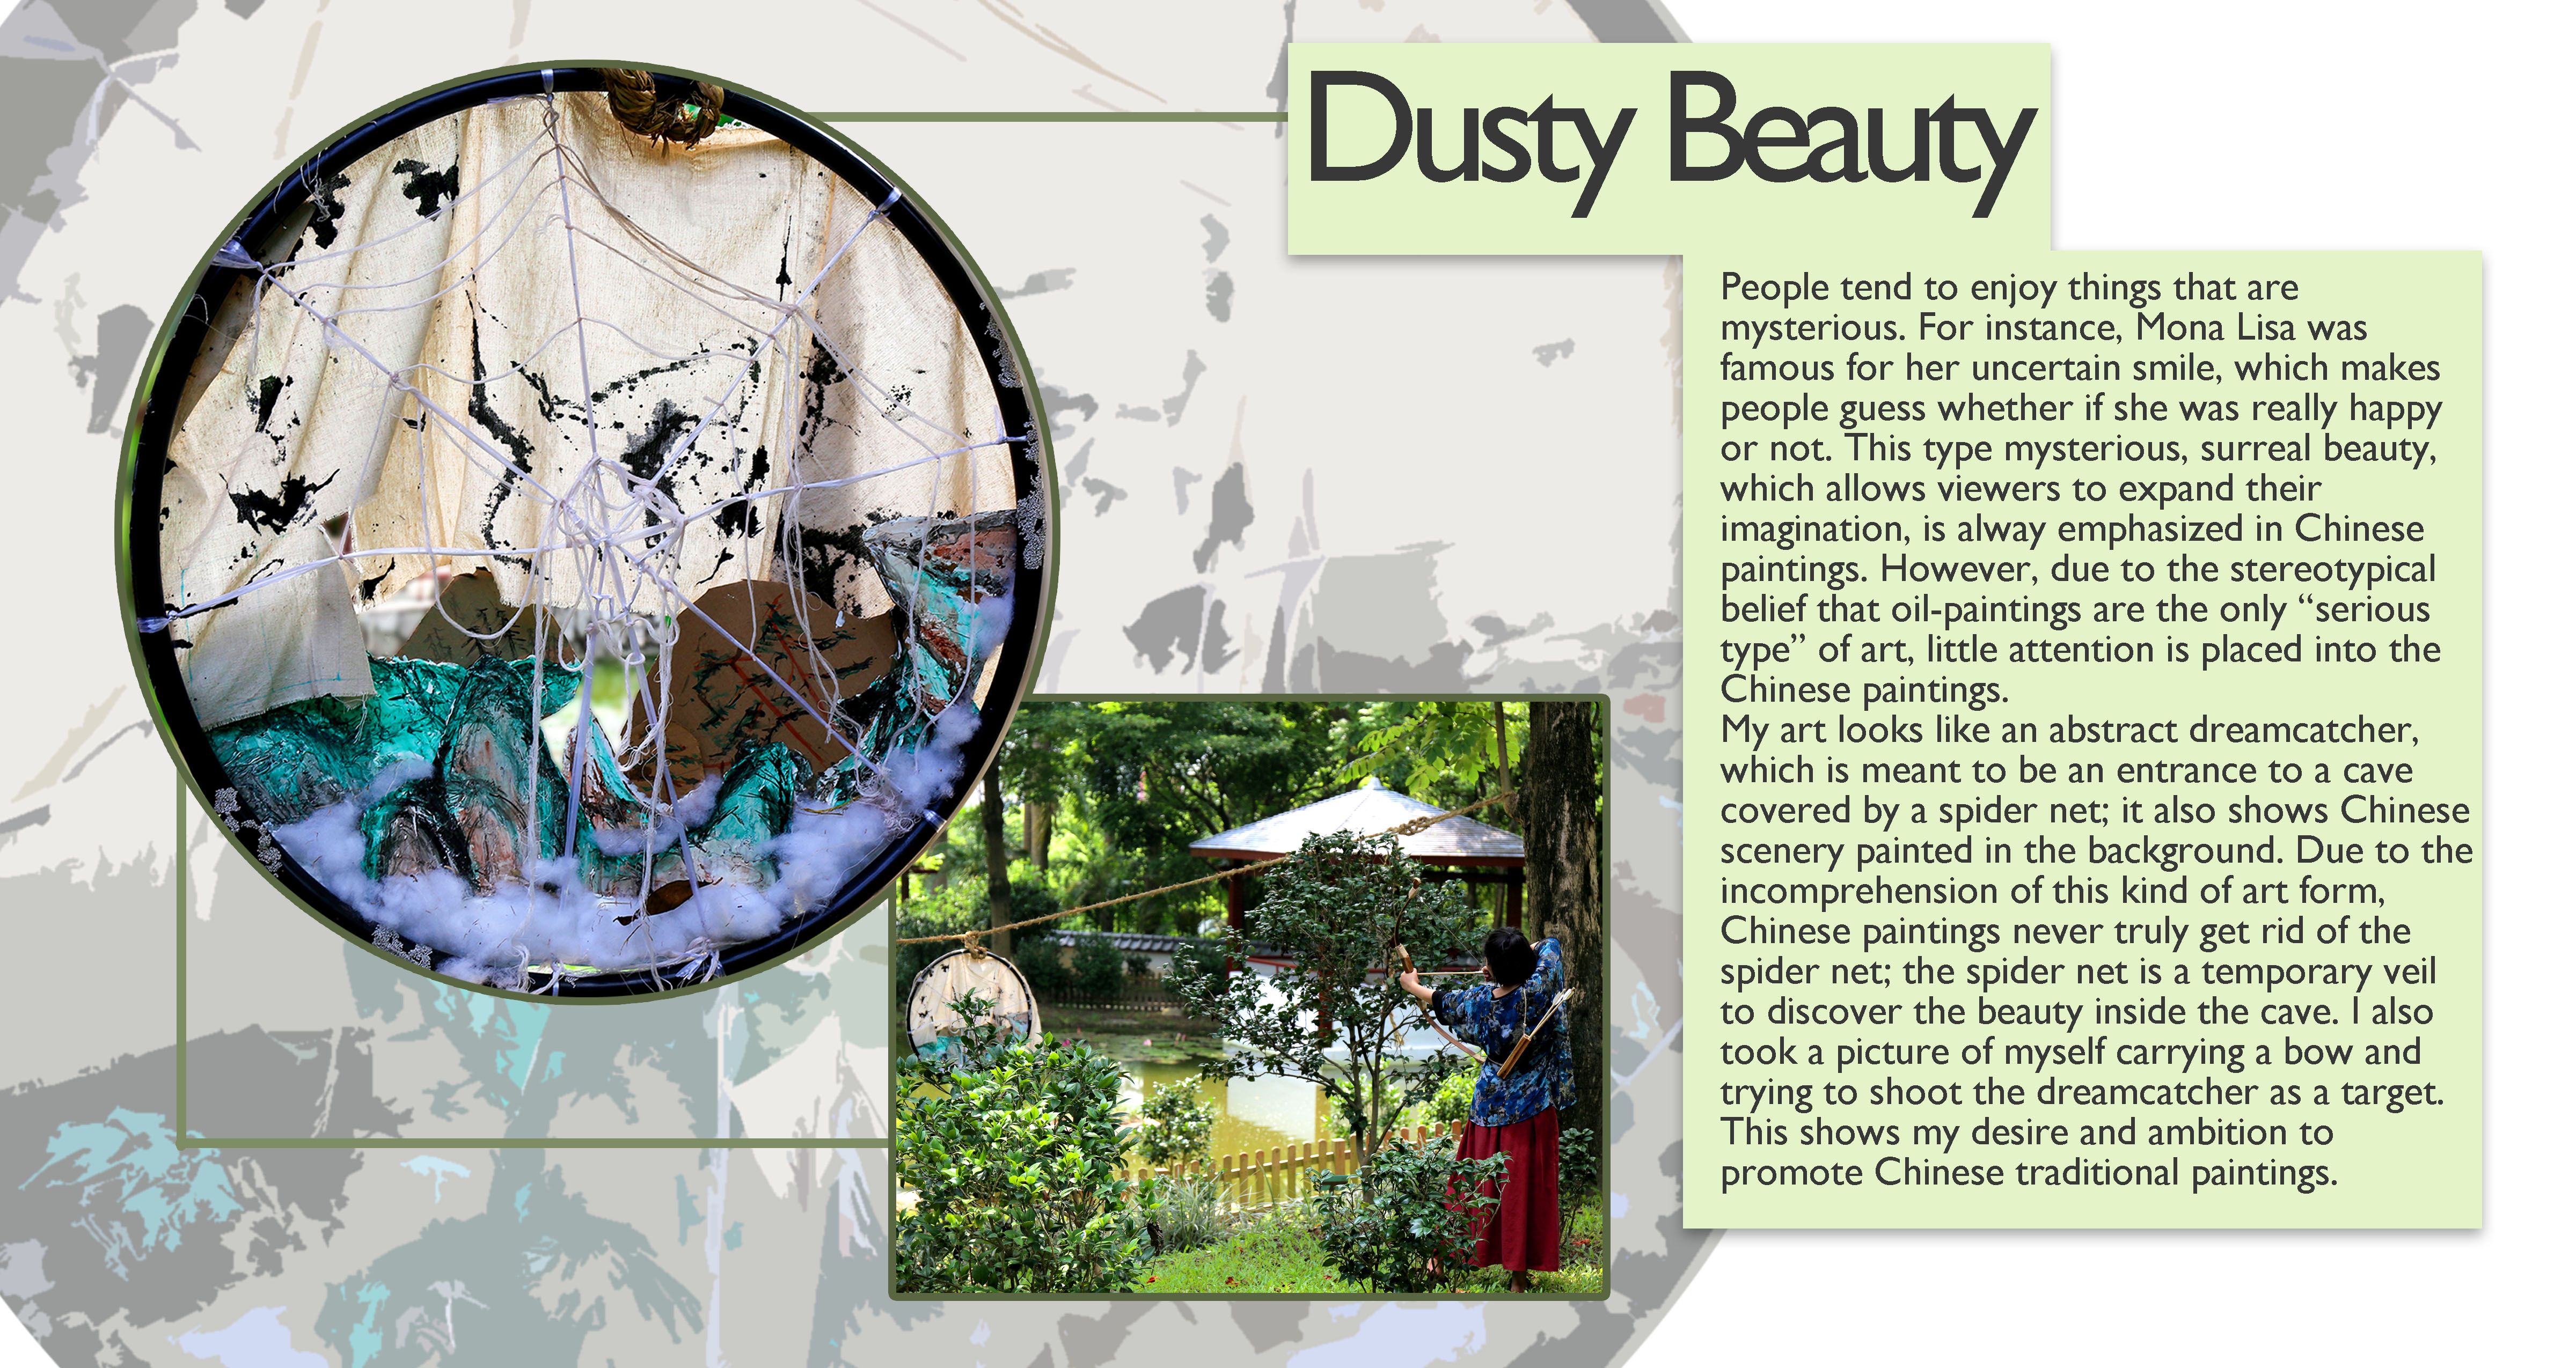 Dusty Beauty
People tend to enjoy things that are
mysterious. For instance, Mona Lisa was
famous for her uncertain smile, which makes
people guess whether if she was really happy
or not. This type mysterious, surreal beauty,
which allows viewers to expand their
imagination, is alway emphasized in Chinese
paintings. However, due to the stereotypical
belief that oil-paintings are the only “serious
type” of art, little attention is placed into the
Chinese paintings.
My art looks like an abstract dreamcatcher,
which is meant to be an entrance to a cave
covered by a spider net; it also shows Chinese
scenery painted in the background. Due to the
incomprehension of this kind of art form,
Chinese paintings never truly get rid of the
spider net; the spider net is a temporary veil
to discover the beauty inside the cave. I also
took a picture of myself carrying a bow and
trying to shoot the dreamcatcher as a target.
This shows my desire and ambition to
promote Chinese traditional paintings.